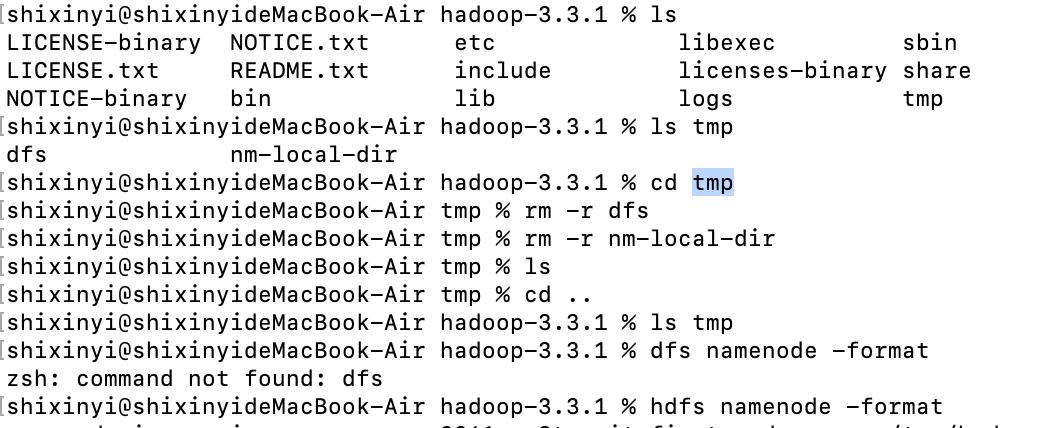 [shixinyi@shixinyideMacBook-Air hadoop-3.3.1 % ls
LICENSE-binary NOTICE.txt etc libexec sbin
LICENSE.txt README.txt include licenses-binary share
NOTICE-binary bin lib logs tmp
[shixinyi@shixinyideMacBook-Air hadoop-3.3.1 % ls tmp
dfs nm-local-dir
[shixinyi@shixinyideMacBook-Air hadoop-3.3.1 % cd tmp
[shixinyi@shixinyideMacBook-Air tmp % rm -r dfs
[shixinyi@shixinyideMacBook-Air tmp % rm -r nm-local-dir
[shixinyi@shixinyideMacBook-Air tmp % ls
[shixinyi@shixinyideMacBook-Air tmp % cd ..
[shixinyi@shixinyideMacBook-Air hadoop-3.3.1 % ls tmp
[shixinyi@shixinyideMacBook-Air hadoop-3.3.1 % dfs namenode -format
zsh: command not found: dfs
[shixinyi@shixinyideMacBook-Air hadoop-3.3.1 % hdfs namenode -format